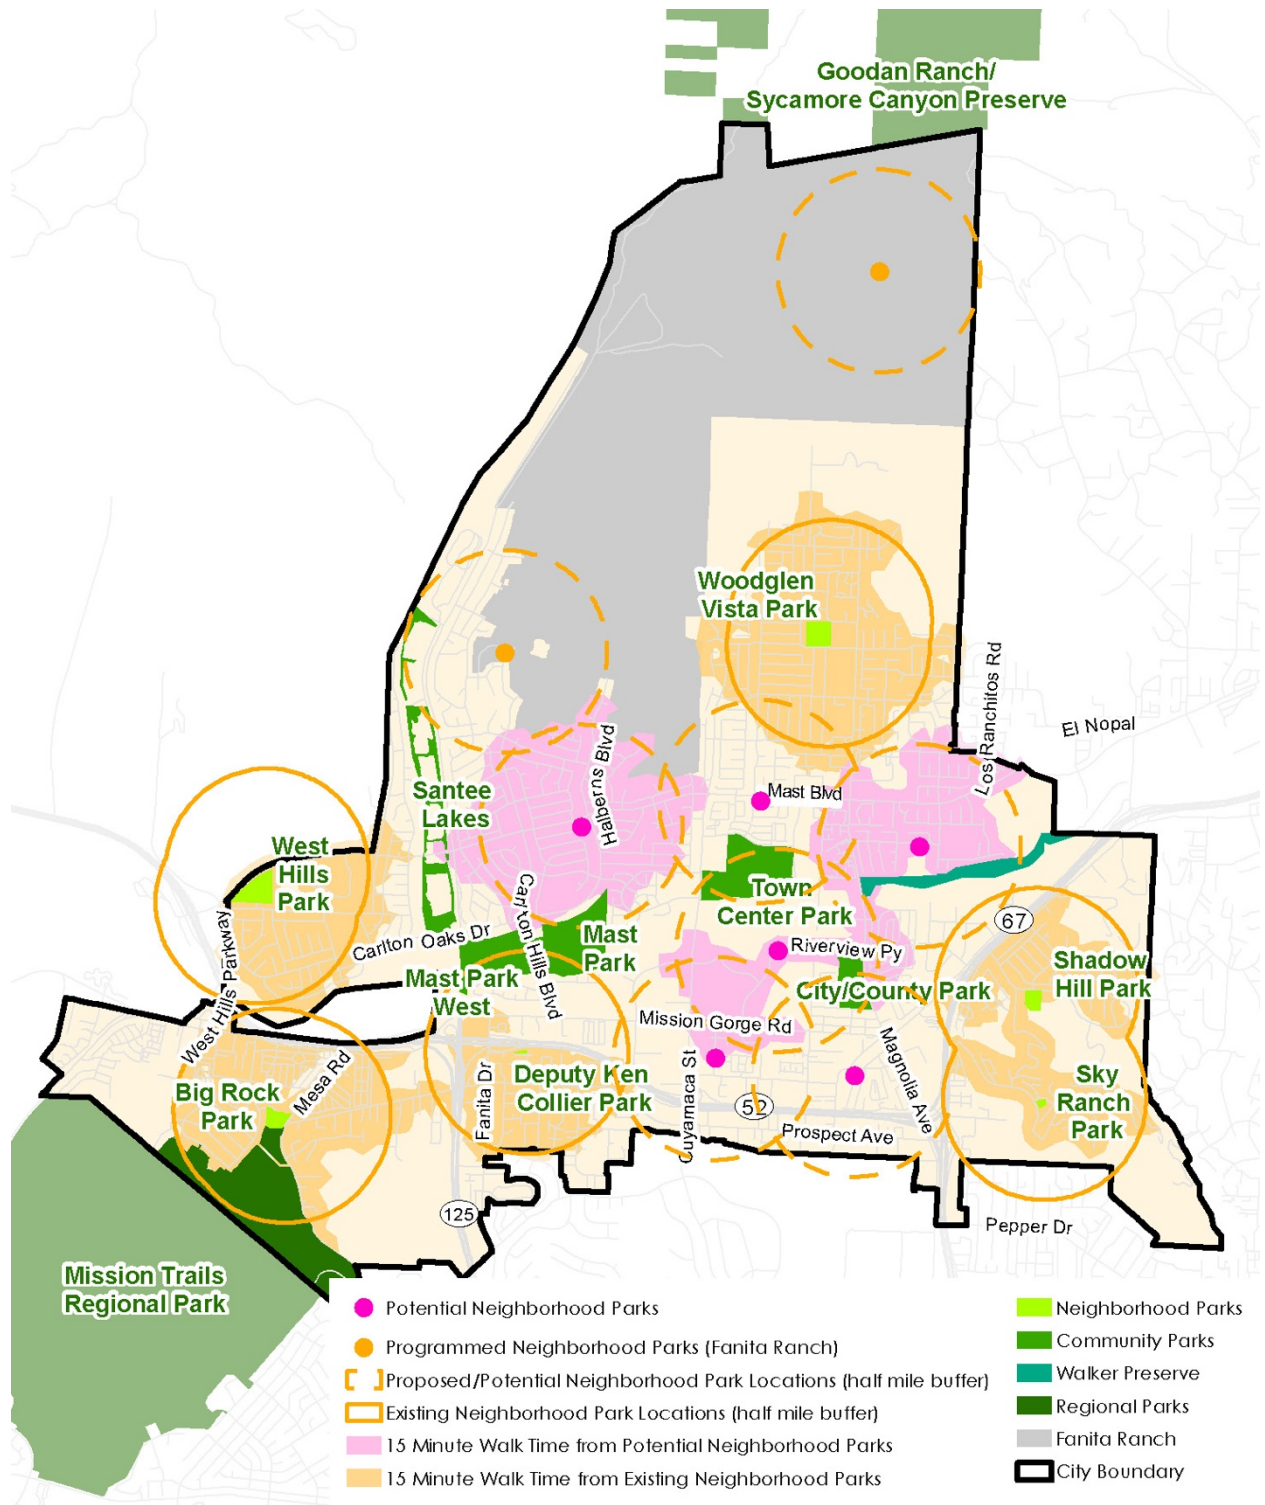 Goodan Ranch/
Sycamore Canyon Preserve
Woodglen
Vista Park
Los Ranchitos Rd
El Nopal
Halberns Blvd
Mast Blvd
Santee
Lakes
West
Hills
Park
Town
Center Park
Carlton Oaks Dr
Carlton Hills Blvd
Mast
Park
Riverview Py
67
Shadow
Hill Park
West Hills Parkway
Mast Park
West
City/County Park
Mission Gorge Rd
Magnolia Ave
Big Rock
Park
Mesa Rd
Fanita Dr
Deputy Ken
Collier Park
Cuyamaca St
52
Prospect Ave
Sky
Ranch
Park
125
Pepper Dr
Mission Trails
Regional Park
Potential Neighborhood Parks
Programmed Neighborhood Parks (Fanita Ranch)
Proposed/Potential Neighborhood Park Locations (half mile buffer)
Existing Neighborhood Park Locations (half mile buffer)
15 Minute Walk Time from Potential Neighborhood Parks
15 Minute Walk Time from Existing Neighborhood Parks
Neighborhood Parks
Community Parks
Walker Preserve
Regional Parks
Fanita Ranch
City Boundary